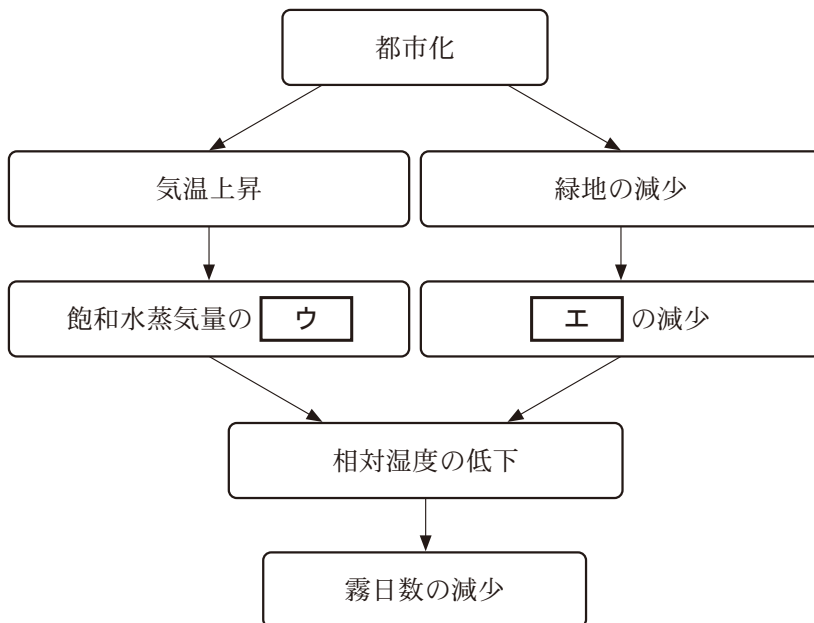 都市化
気温上昇
緑地の減少
飽和水蒸気量の ウ
エ の減少
相対湿度の低下
霧日数の減少